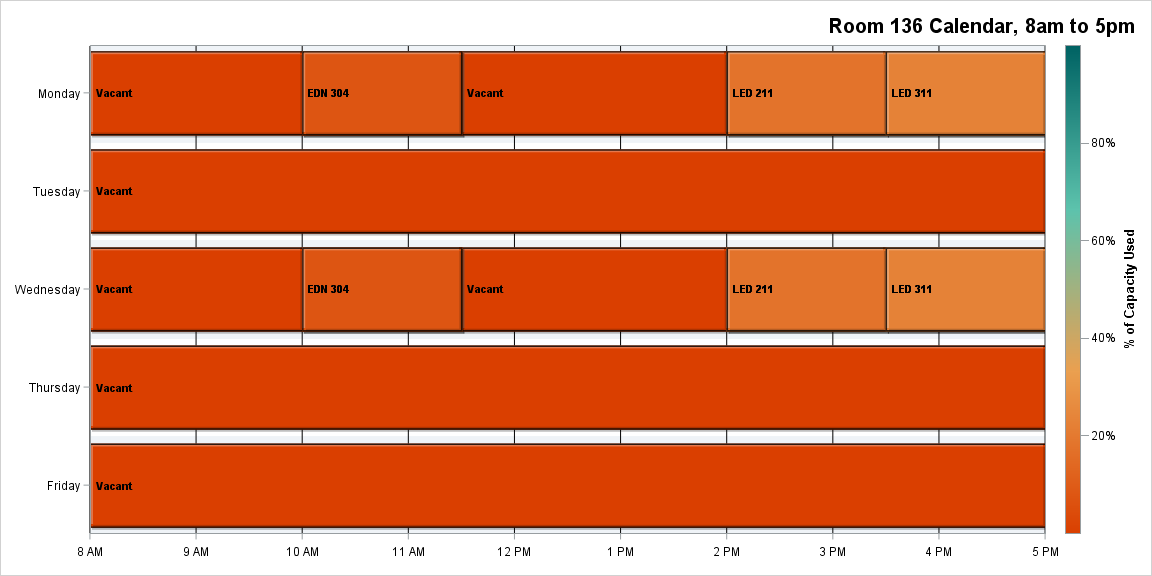 Room 136 Calendar, 8am to 5pm
Monday
Vacant
EDN 304
Vacant
LED 211
LED 311
Tuesday
Vacant
Wednesday
Vacant
EDN 304
Vacant
LED 211
LED 311
Thursday
Vacant
Friday
Vacant
8 AM
9 AM
10 AM
11 AM
12 PM
1 PM
2 PM
3 PM
4 PM
5 PM
80%
60%
40%
20%
% of Capacity Used